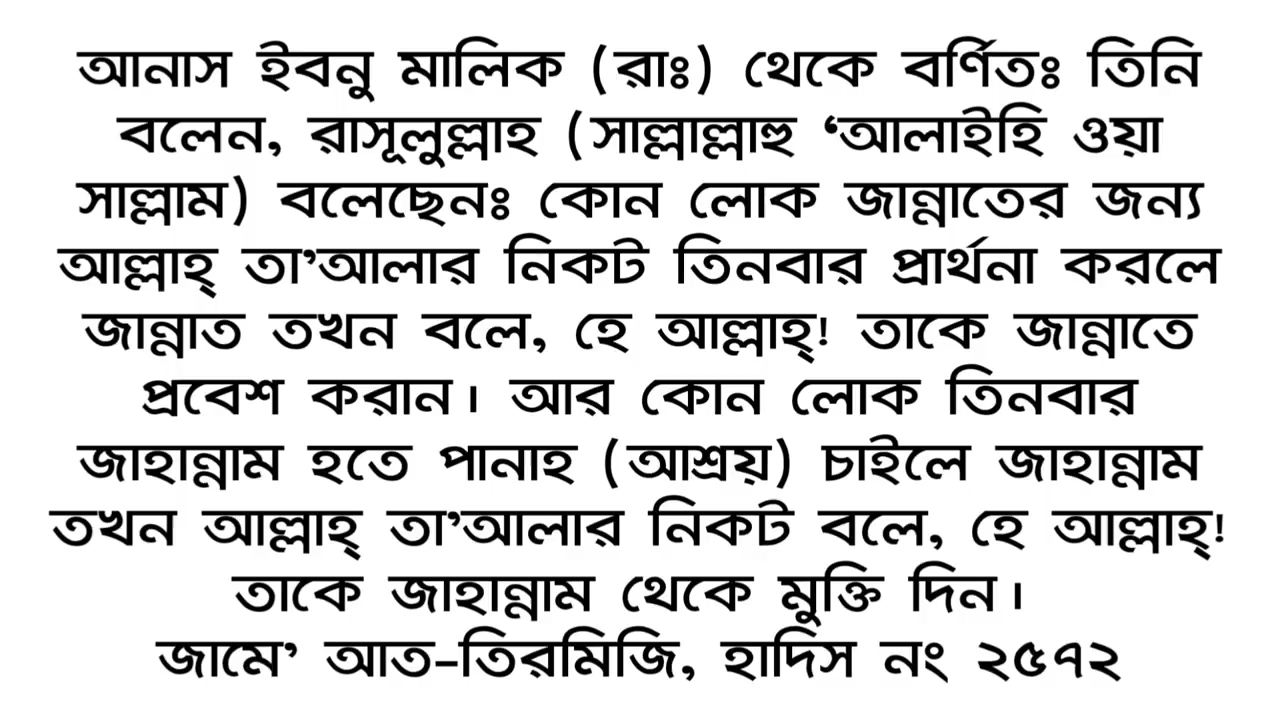 আনাস ইবনু মালিক (রাঃ) থেকে বর্ণিতঃ তিনি
বলেন, রাসূলুল্লাহ (সাল্লাল্লাহু ‘আলাইহি ওয়া
সাল্লাম) বলেছেনঃ কোন লোক জান্নাতের জন্য
আল্লাহ্ তা’আলার নিকট তিনবার প্রার্থনা করলে
জান্নাত তখন বলে, হে আল্লাহ্! তাকে জান্নাতে
প্রবেশ করান। আর কোন লোক তিনবার
জাহান্নাম হতে পানাহ (আশ্রয়) চাইলে জাহান্নাম
তখন আল্লাহ্ তা’আলার নিকট বলে, হে আল্লাহ্!
তাকে জাহান্নাম থেকে মুক্তি দিন।
জামে’ আত-তিরমিজি, হাদিস নং ২৫৭২